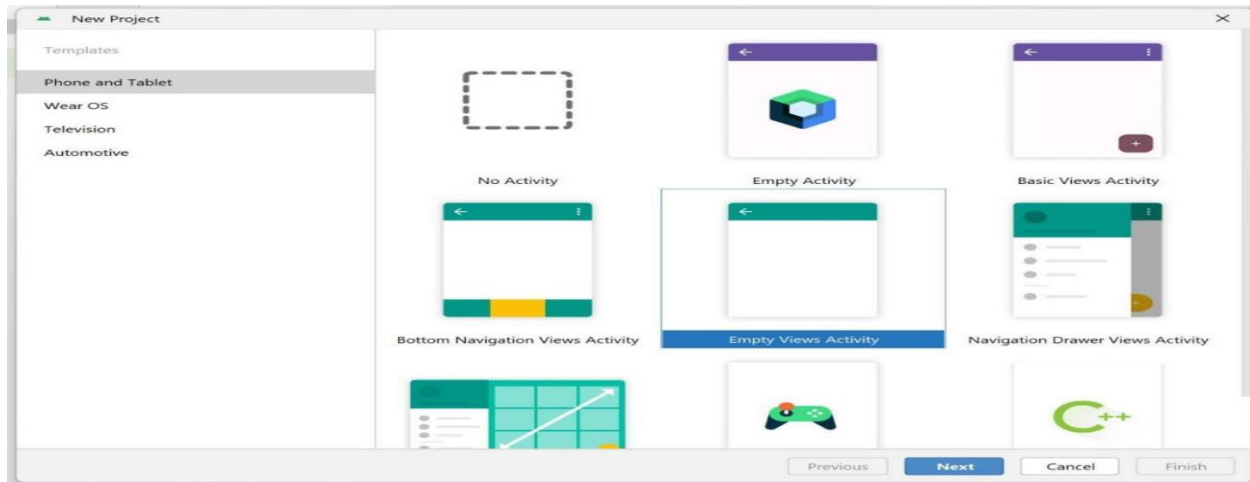 New Project
Templates
Phone and Tablet
Wear OS
Television
Automotive
No Activity
Empty Activity
Basic Views Activity
Bottom Navigation Views Activity
Empty Views Activity
Navigation Drawer Views Activity
C++
Previous
Next
Cancel
Finish